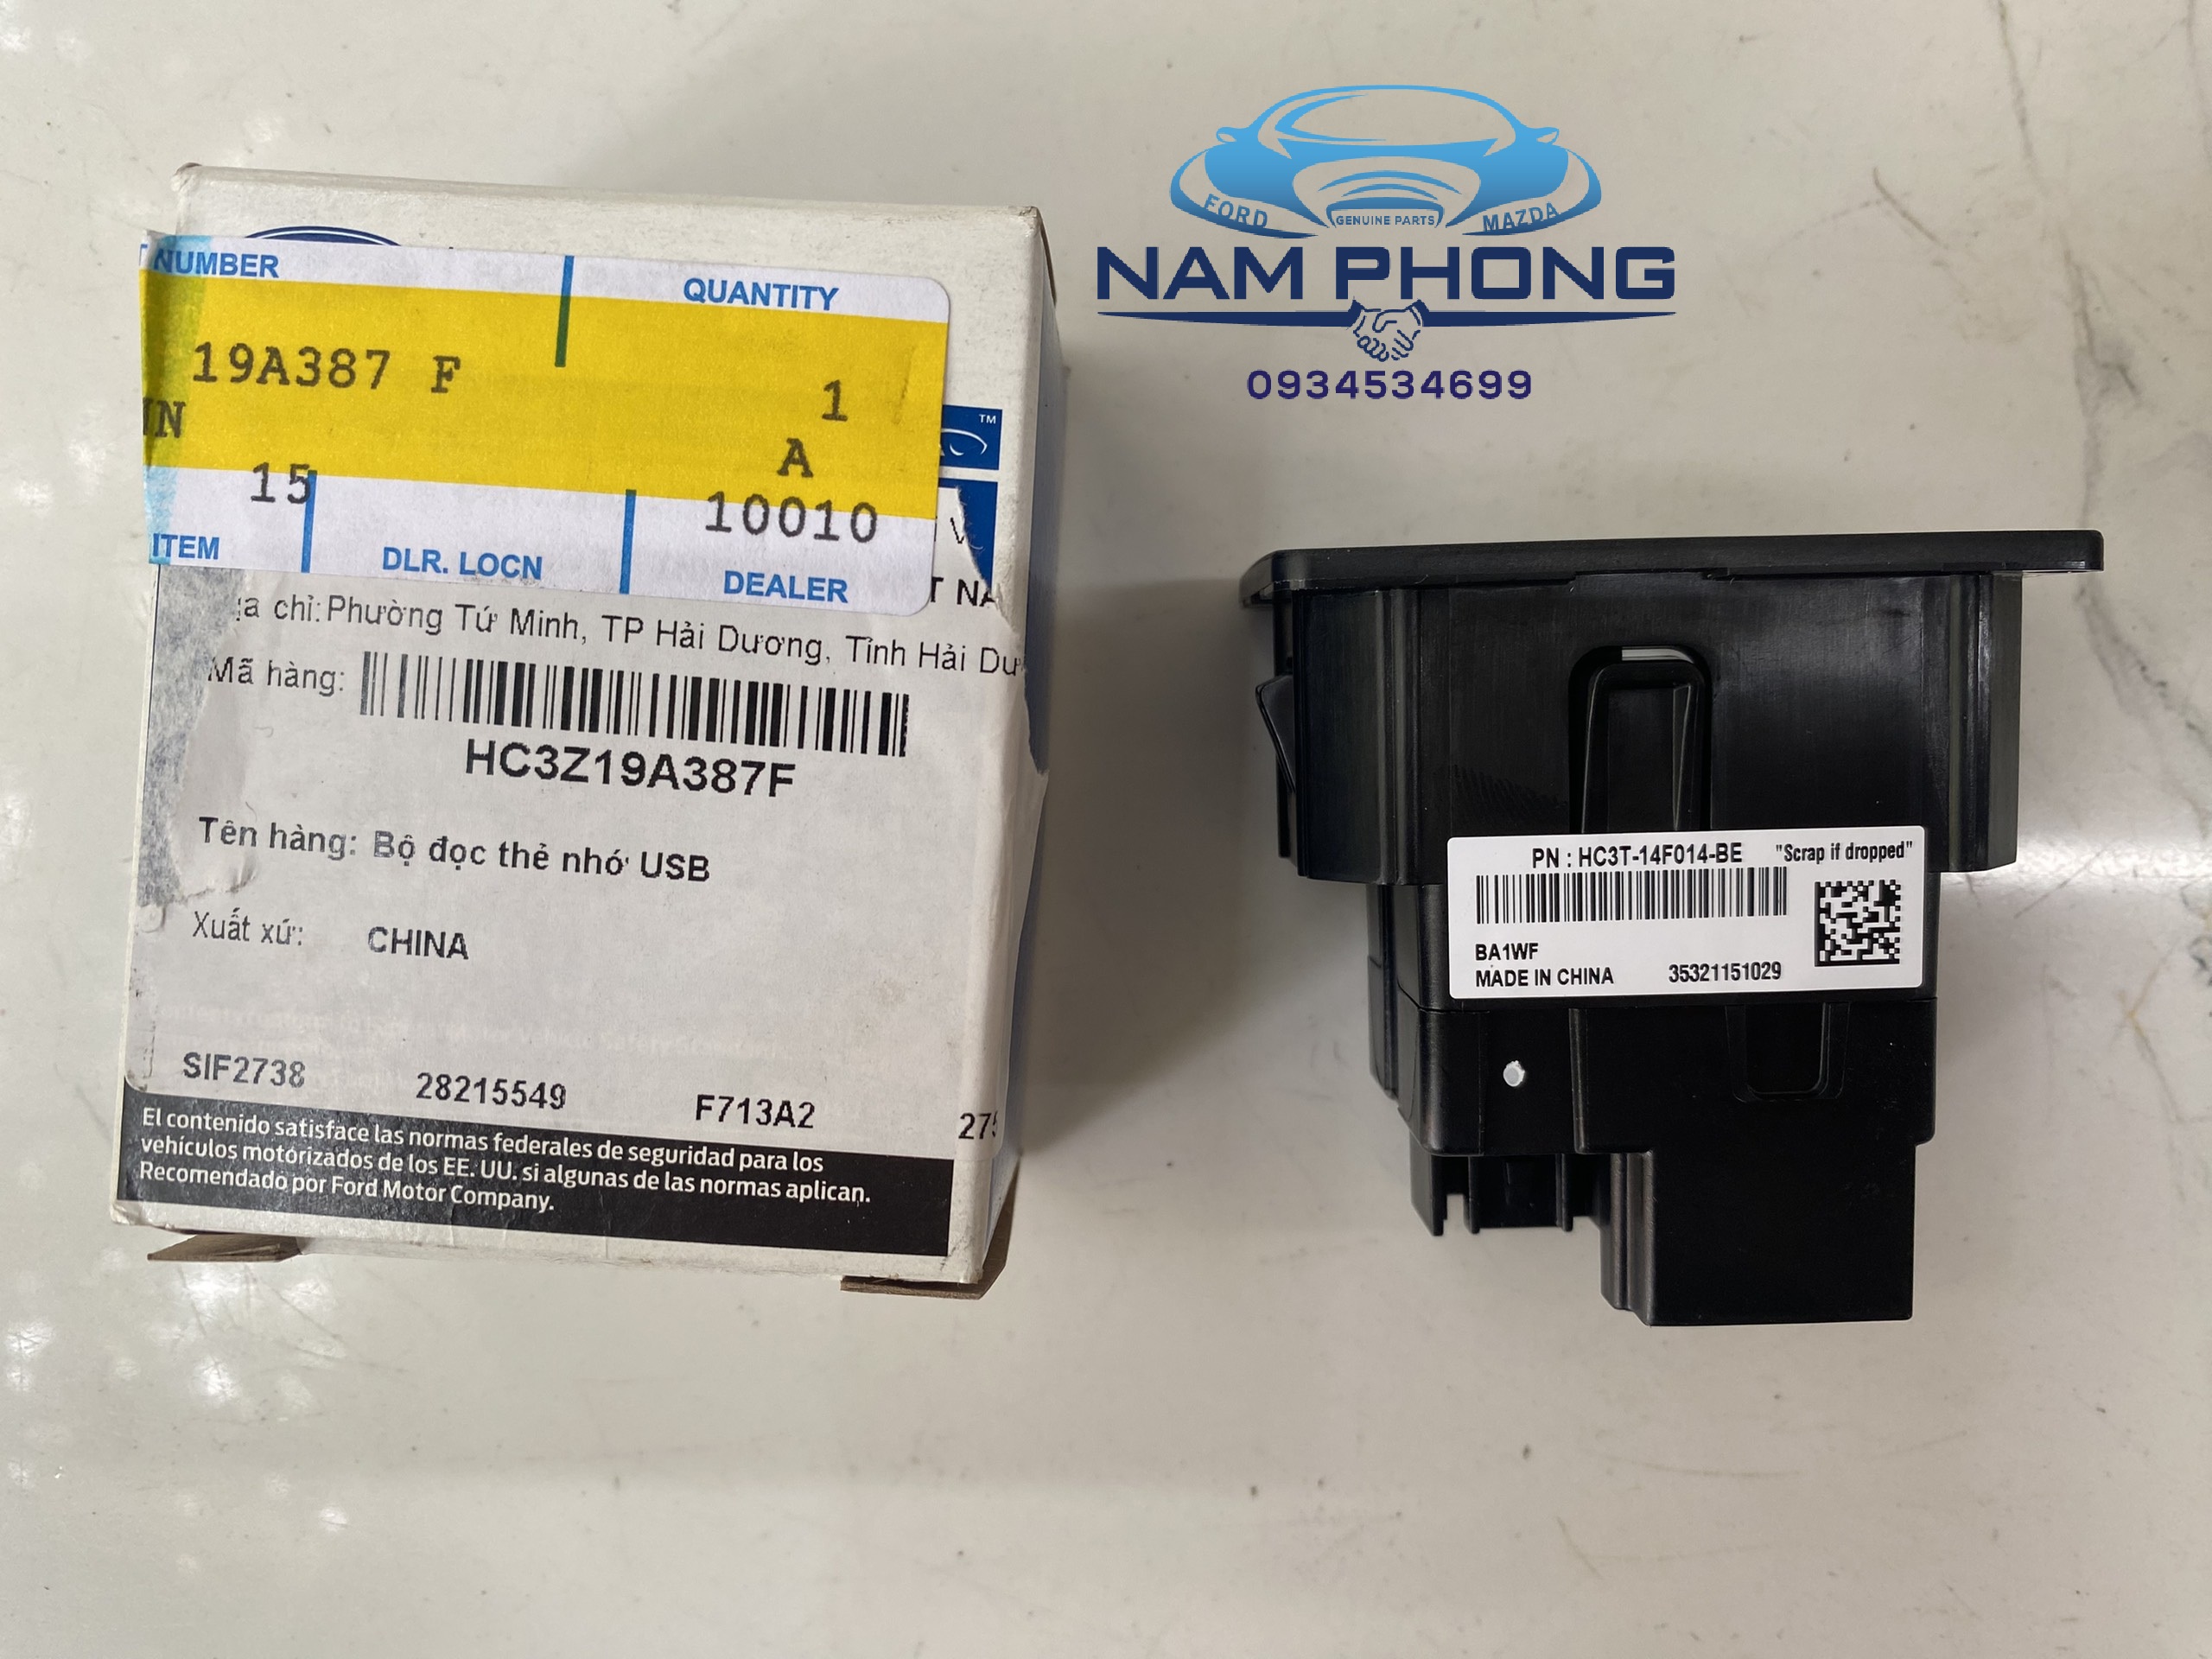 FORD
GENUINE PARTS
MAZDA
NAM PHONG
0934534699
NUMBER
QUANTITY
19A387 F
1
A
15
10010
ITEM
DLR. LOCN
DEALER
TM
chỉ: Phường Tứ Minh, TP Hải Dương, Tỉnh Hải
Mã hàng:
HC3Z19A387F
Tên hàng: Bộ đọc thẻ nhớ USB
Xuất xứ: CHINA
SIF2738 28215549 F713A2
El contenido satisface las normas federales de seguridad para los
vehículos motorizados de los EE. UU. si algunas de las normas aplican.
Recomendado por Ford Motor Company.
PN : HC3T-14F014-BE "Scrap if dropped"
BA1WF
MADE IN CHINA 35321151029